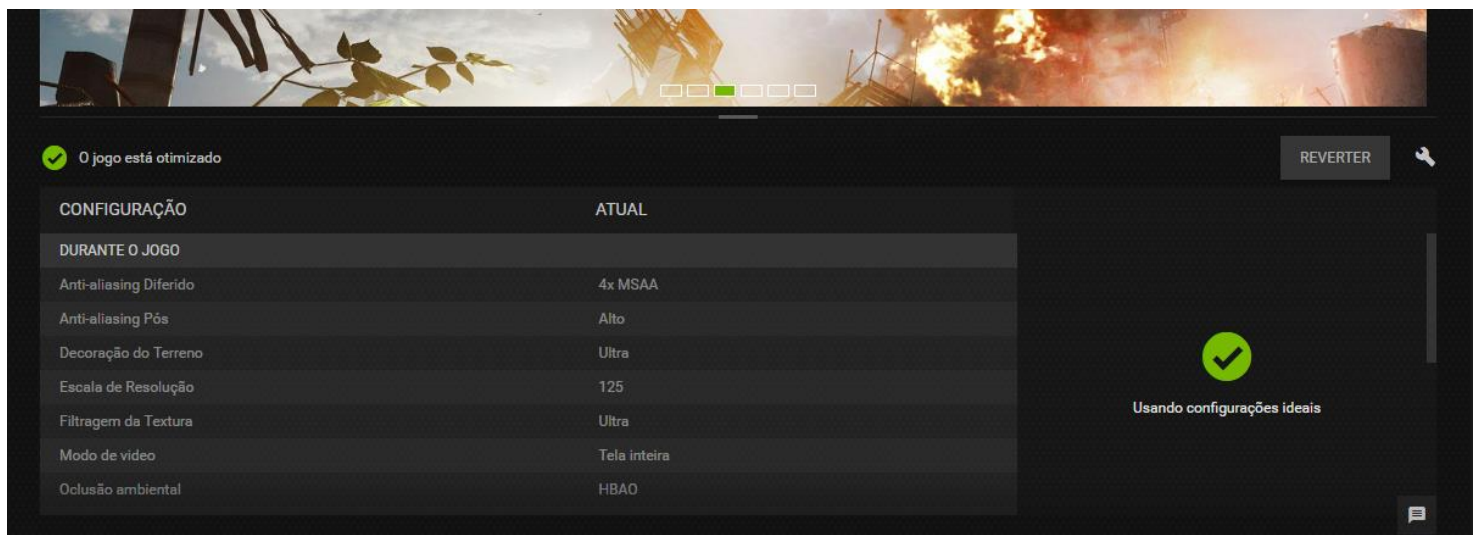 O jogo está otimizado
REVERTER
CONFIGURAÇÃO ATUAL
DURANTE O JOGO
Anti-aliasing Diferido 4x MSAA
Anti-aliasing Pós Alto
Decoração do Terreno Ultra
Escala de Resolução 125
Filtragem da Textura Ultra
Modo de video Tela inteira
Oclusão ambiental HBAO
Usando configurações ideais